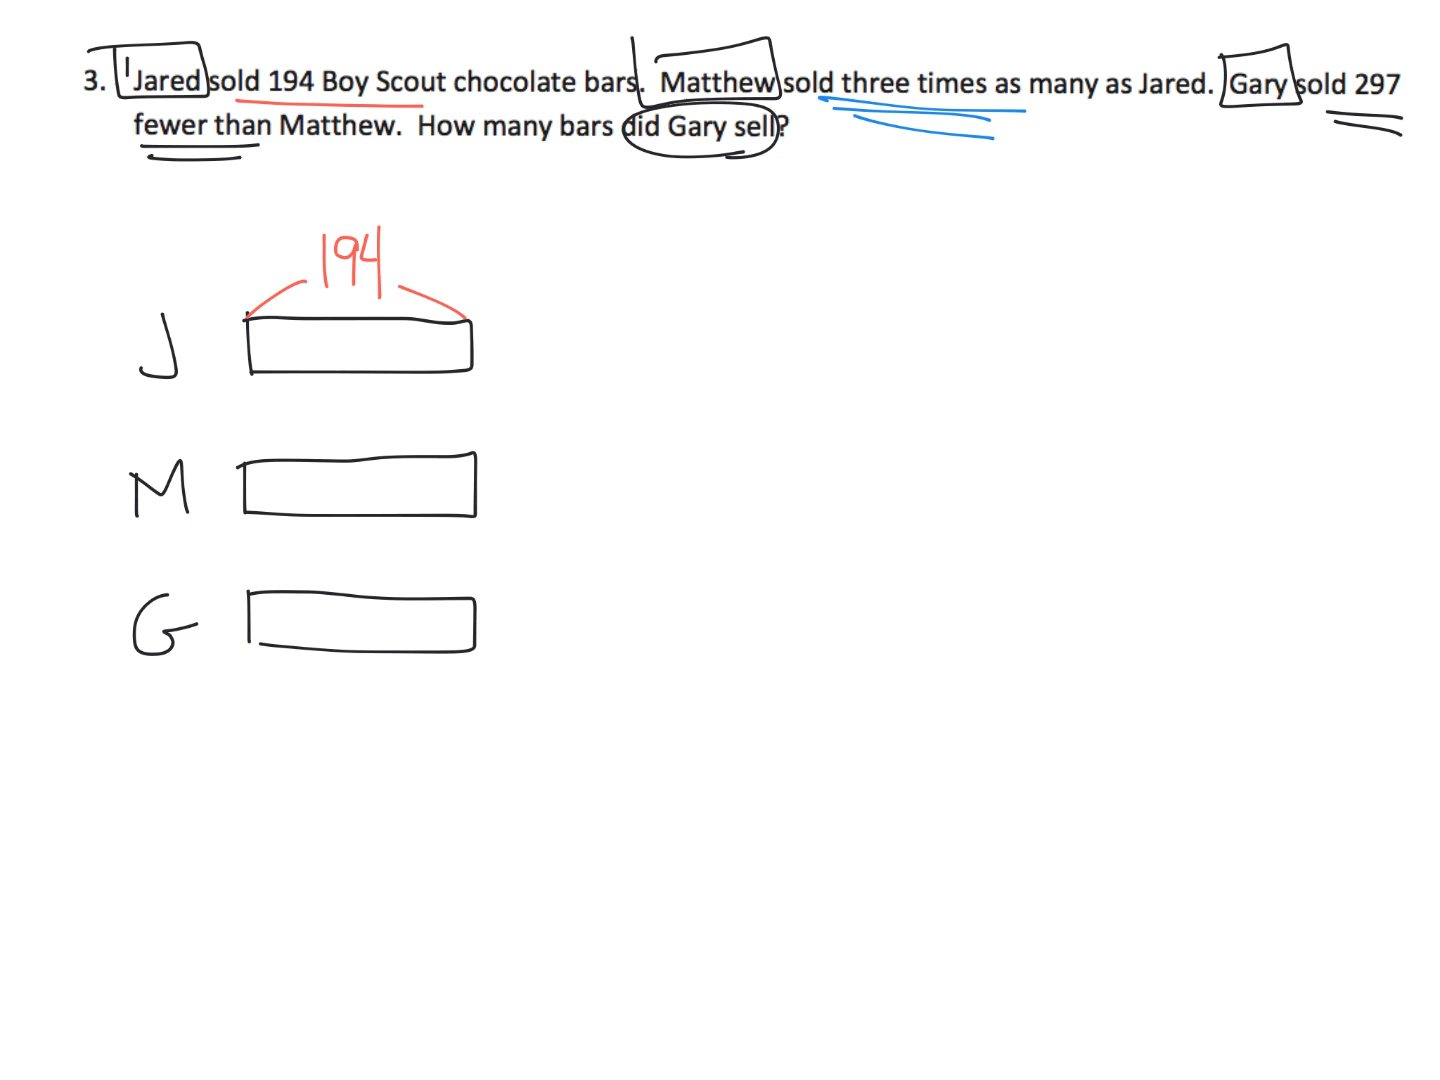 3. Jared sold 194 Boy Scout chocolate bars. Matthew sold three times as many as Jared. Gary sold 297
fewer than Matthew. How many bars did Gary sell?
194
J
M
G